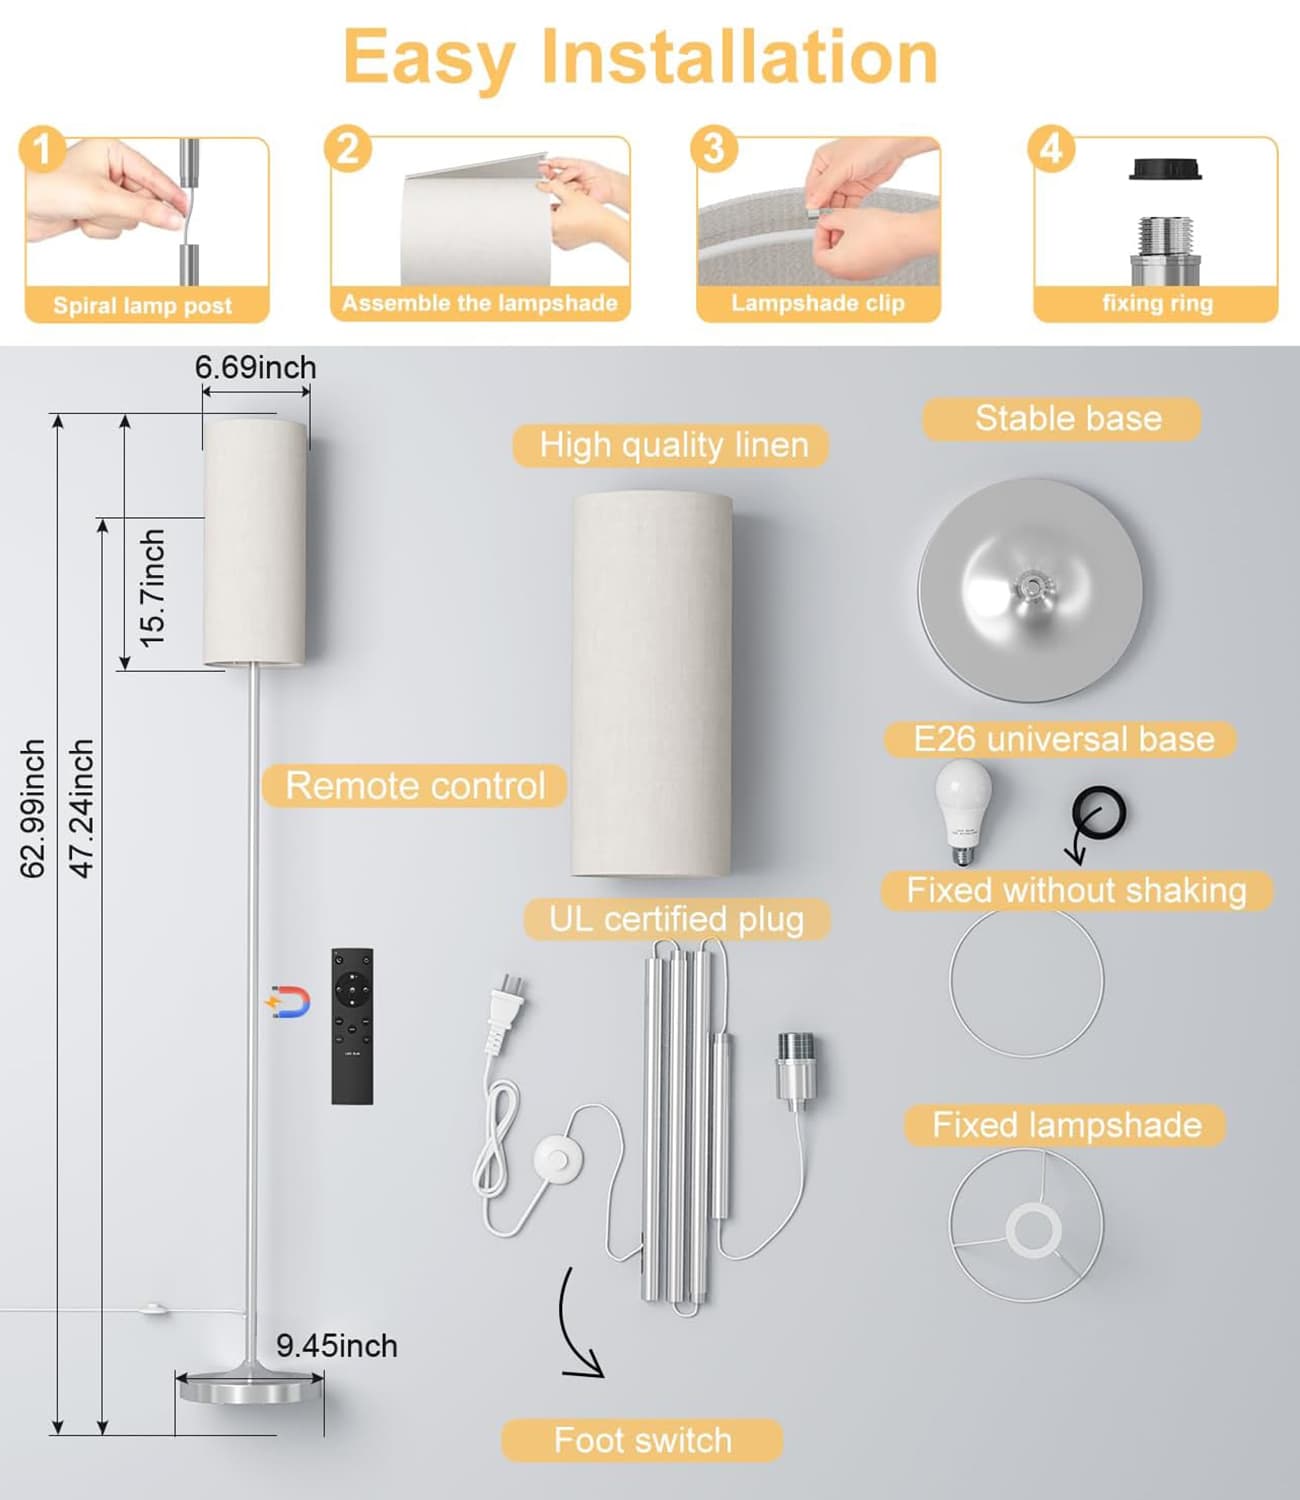 Easy Installation
1
2
3
4
Spiral lamp post
Assemble the lampshade
Lampshade clip
fixing ring
6.69inch
15.7inch
62.99inch
47.24inch
9.45inch
Remote control
High quality linen
UL certified plug
Foot switch
Stable base
E26 universal base
Fixed without shaking
Fixed lampshade